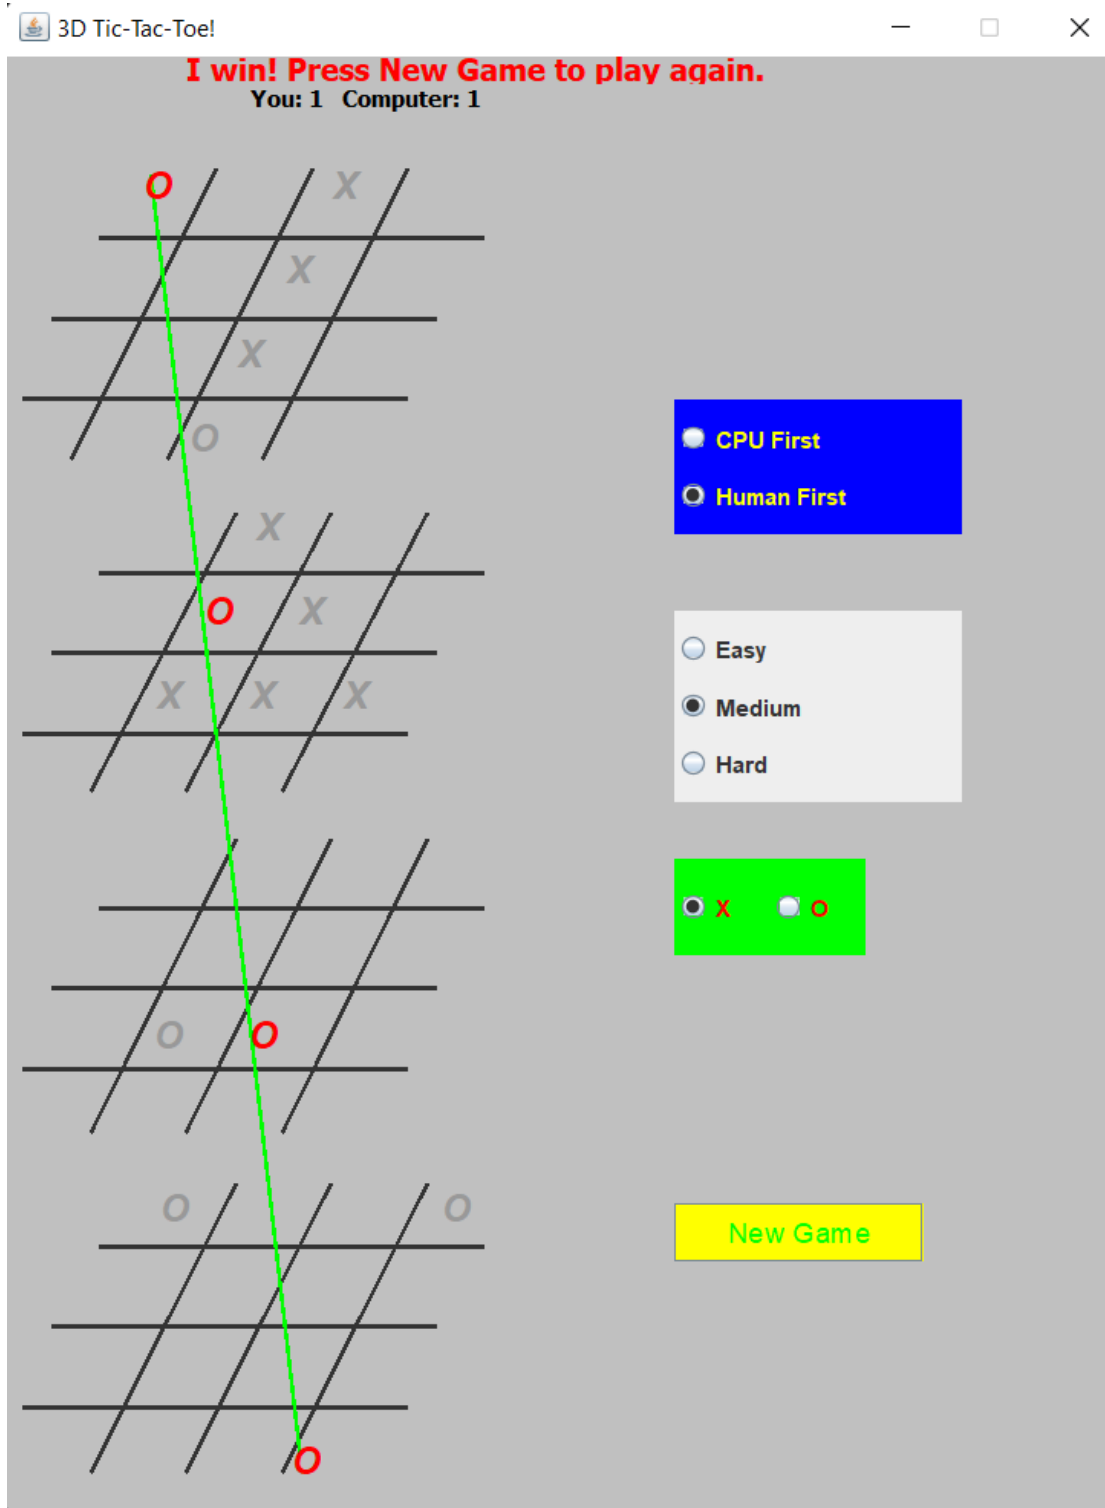 3D Tic-Tac-Toe!
I win! Press New Game to play again.
You: 1 Computer: 1
O X
X
X
O
X
O X
X X X
O O
O O
O
CPU First
Human First
Easy
Medium
Hard
X O
New Game